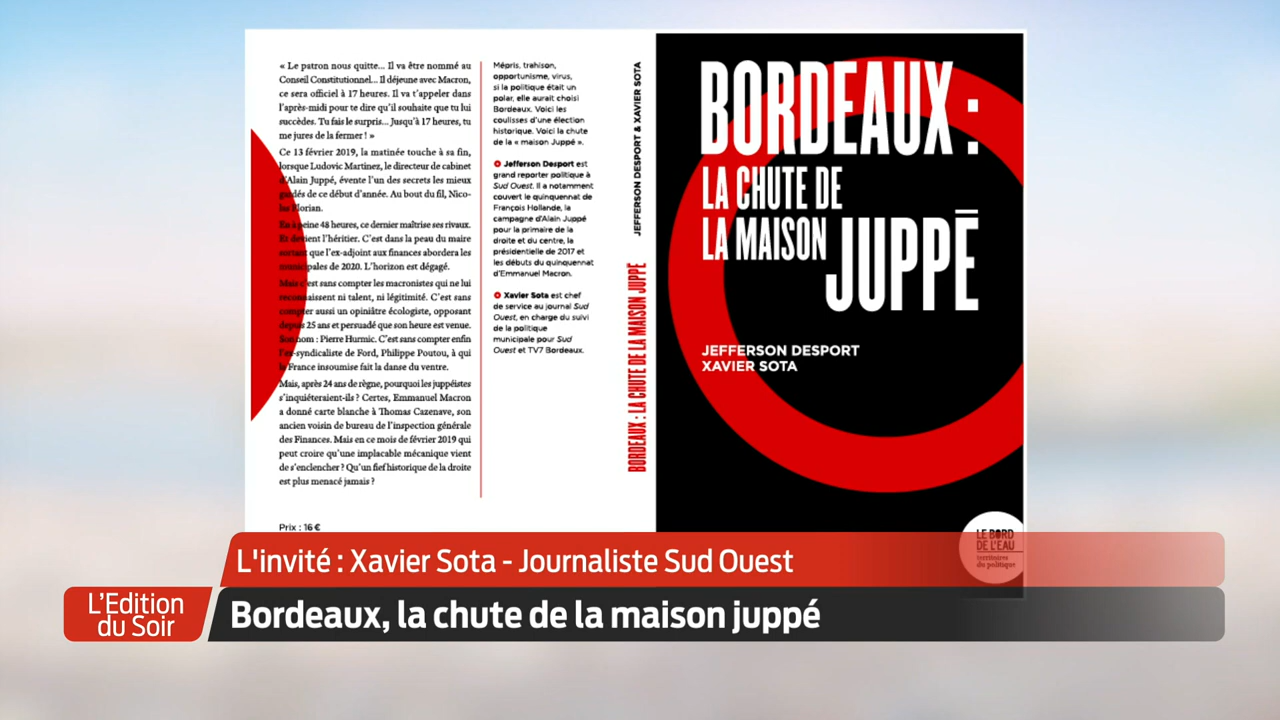 « Le patron nous quitte... Il va être nommé au
Conseil Constitutionnel... Il déjeune avec Macron,
ce sera officiel à 17 heures. Il va t'appeler dans
l'après-midi pour te dire qu'il souhaite que tu lui
succèdes. Tu fais le surpris... Jusqu'à 17 heures, tu
me jures de la fermer ! »
Ce 13 février 2019, la matinée touche à sa fin,
lorsque Ludovic Martinez, le directeur de cabinet
d'Alain Juppé, évente l'un des secrets les mieux
gardés de ce début d'année. Au bout du fil, Nico-
las Florian.
En à peine 48 heures, ce dernier maîtrise ses rivaux.
Et devient l'héritier. C'est dans la peau du maire
sortant que l'ex-adjoint aux finances abordera les
municipales de 2020. L'horizon est dégagé.
Mais c'est sans compter les macronistes qui ne lui
reconnaissent ni talent, ni légitimité. C'est sans
compter aussi un opiniâtre écologiste, opposant
depuis 25 ans et persuadé que son heure est venue.
Son nom : Pierre Hurmic. C'est sans compter enfin
l'ex-syndicaliste de Ford, Philippe Poutou, à qui
la France insoumise fait la danse du ventre.
Mais, après 24 ans de règne, pourquoi les juppéistes
s'inquiéteraient-ils ? Certes, Emmanuel Macron
a donné carte blanche à Thomas Cazenave, son
ancien voisin de bureau de l'inspection générale
des Finances. Mais en ce mois de février 2019 qui
peut croire qu'une implacable mécanique vient
de s'enclencher ? Qu'un fief historique de la droite
est plus menacé jamais ?
Prix : 16 €
Mépris, trahison,
opportunisme, virus,
si la politique était un
polar, elle aurait choisi
Bordeaux. Voici les
coulisses d'une élection
historique. Voici la chute
de la « maison Juppé ».
Jefferson Desport est
grand reporter politique à
Sud Ouest. Il a notamment
couvert le quinquennat de
François Hollande, la
campagne d'Alain Juppé
pour la primaire de la
droite et du centre, la
présidentielle de 2017 et
les débuts du quinquennat
d'Emmanuel Macron.
Xavier Sota est chef
de service au journal Sud
Ouest, en charge du suivi
de la politique
municipale pour Sud
Ouest et TV7 Bordeaux.
JEFFERSON DESPORT & XAVIER SOTA
BORDEAUX : LA CHUTE DE LA MAISON JUPPÉ
BORDEAUX :
LA CHUTE DE
LA MAISON
JUPPÉ
JEFFERSON DESPORT
XAVIER SOTA
LE BORD
DE L'EAU
territoires
du politique
L'invité : Xavier Sota - Journaliste Sud Ouest
L'Edition
du Soir
Bordeaux, la chute de la maison juppé